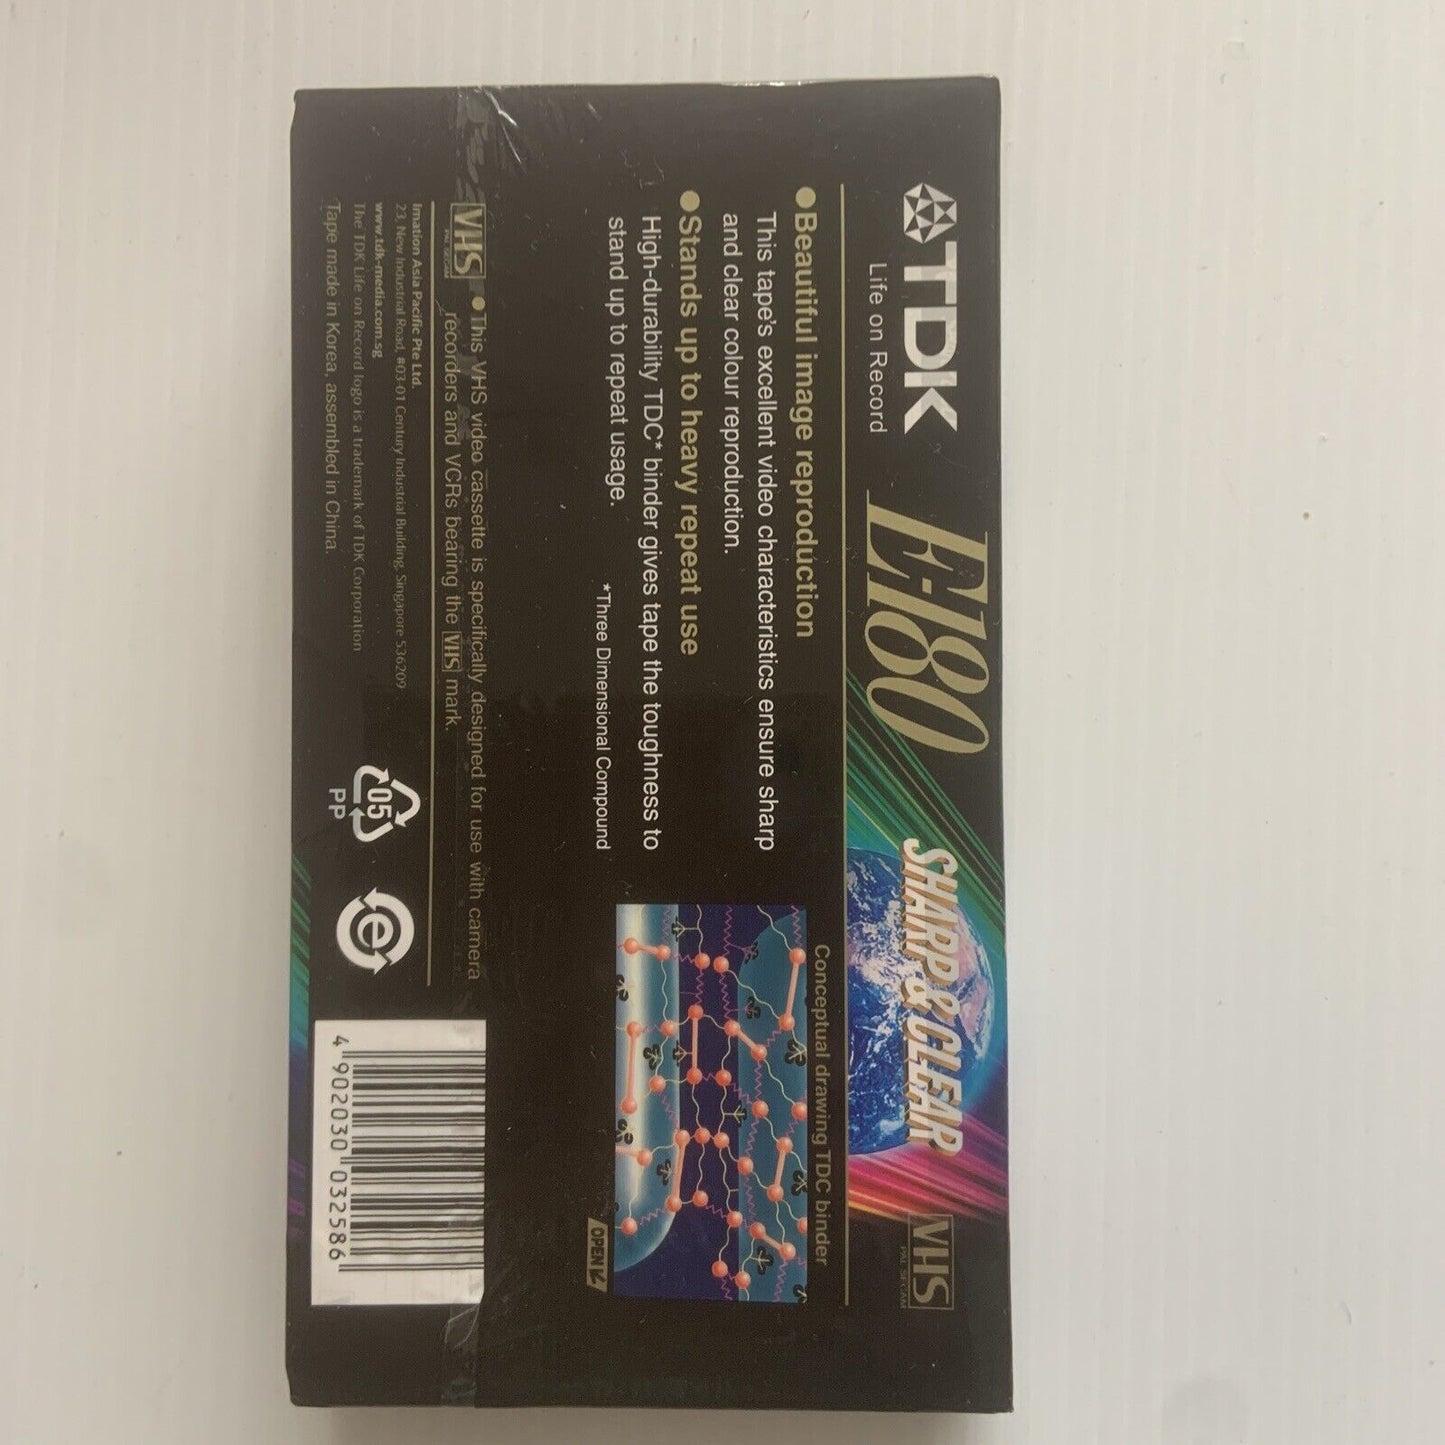 TDK
Life on Record
E-180
SHARP & CLEAR
VHS
PAL SECAM
●Beautiful image reproduction
This tape's excellent video characteristics ensure sharp
and clear colour reproduction.
●Stands up to heavy repeat use
High-durability TDC* binder gives tape the toughness to
stand up to repeat usage.
*Three Dimensional Compound
Conceptual drawing TDC binder
OPEN
VHS
PAL SECAM
●This VHS video cassette is specifically designed for use with camera
recorders and VCRs bearing the VHS mark.
Imation Asia Pacific Pte Ltd.
23, New Industrial Road, #03-01 Century Industrial Building, Singapore 536209
www.tdk-media.com.sg
The TDK Life on Record logo is a trademark of TDK Corporation
Tape made in Korea, assembled in China.
05
PP
e
4 902030 032586